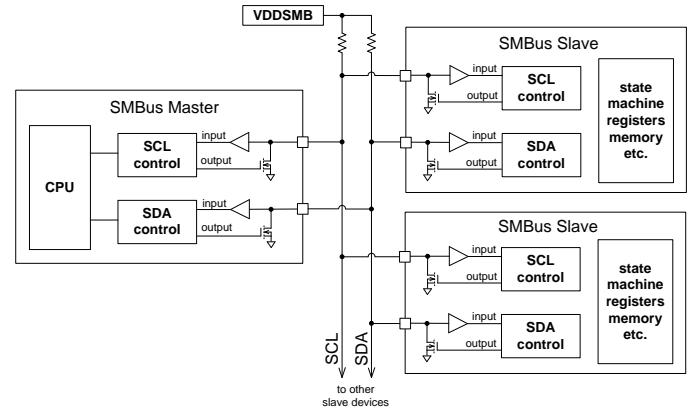 VDDSMB
SMBus Master
CPU
SCL
control
input
output
SDA
control
input
output
SMBus Slave
input
output
SCL
control
input
output
SDA
control
state
machine
registers
memory
etc.
SMBus Slave
input
output
SCL
control
input
output
SDA
control
state
machine
registers
memory
etc.
SCL
SDA
to other
slave devices